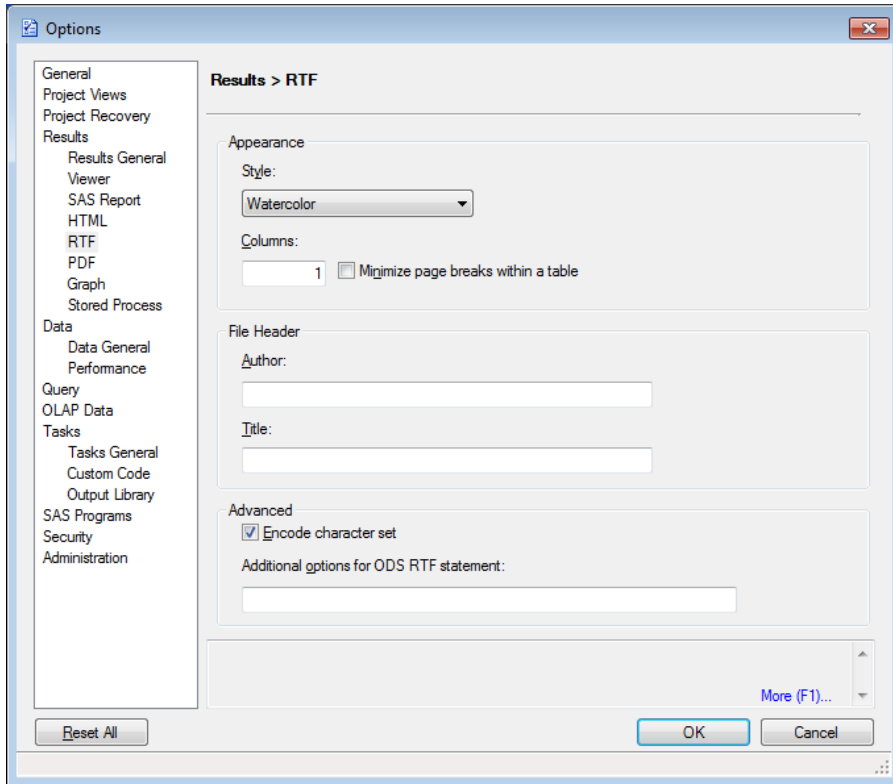 Options
General
Project Views
Project Recovery
Results
Results General
Viewer
SAS Report
HTML
RTF
PDF
Graph
Stored Process
Data
Data General
Performance
Query
OLAP Data
Tasks
Tasks General
Custom Code
Output Library
SAS Programs
Security
Administration
Results > RTF
Appearance
Style:
Watercolor
Columns:
1 Minimize page breaks within a table
File Header
Author:
Title:
Advanced
Encode character set
Additional options for ODS RTF statement:
More (F1)...
Reset All
OK
Cancel